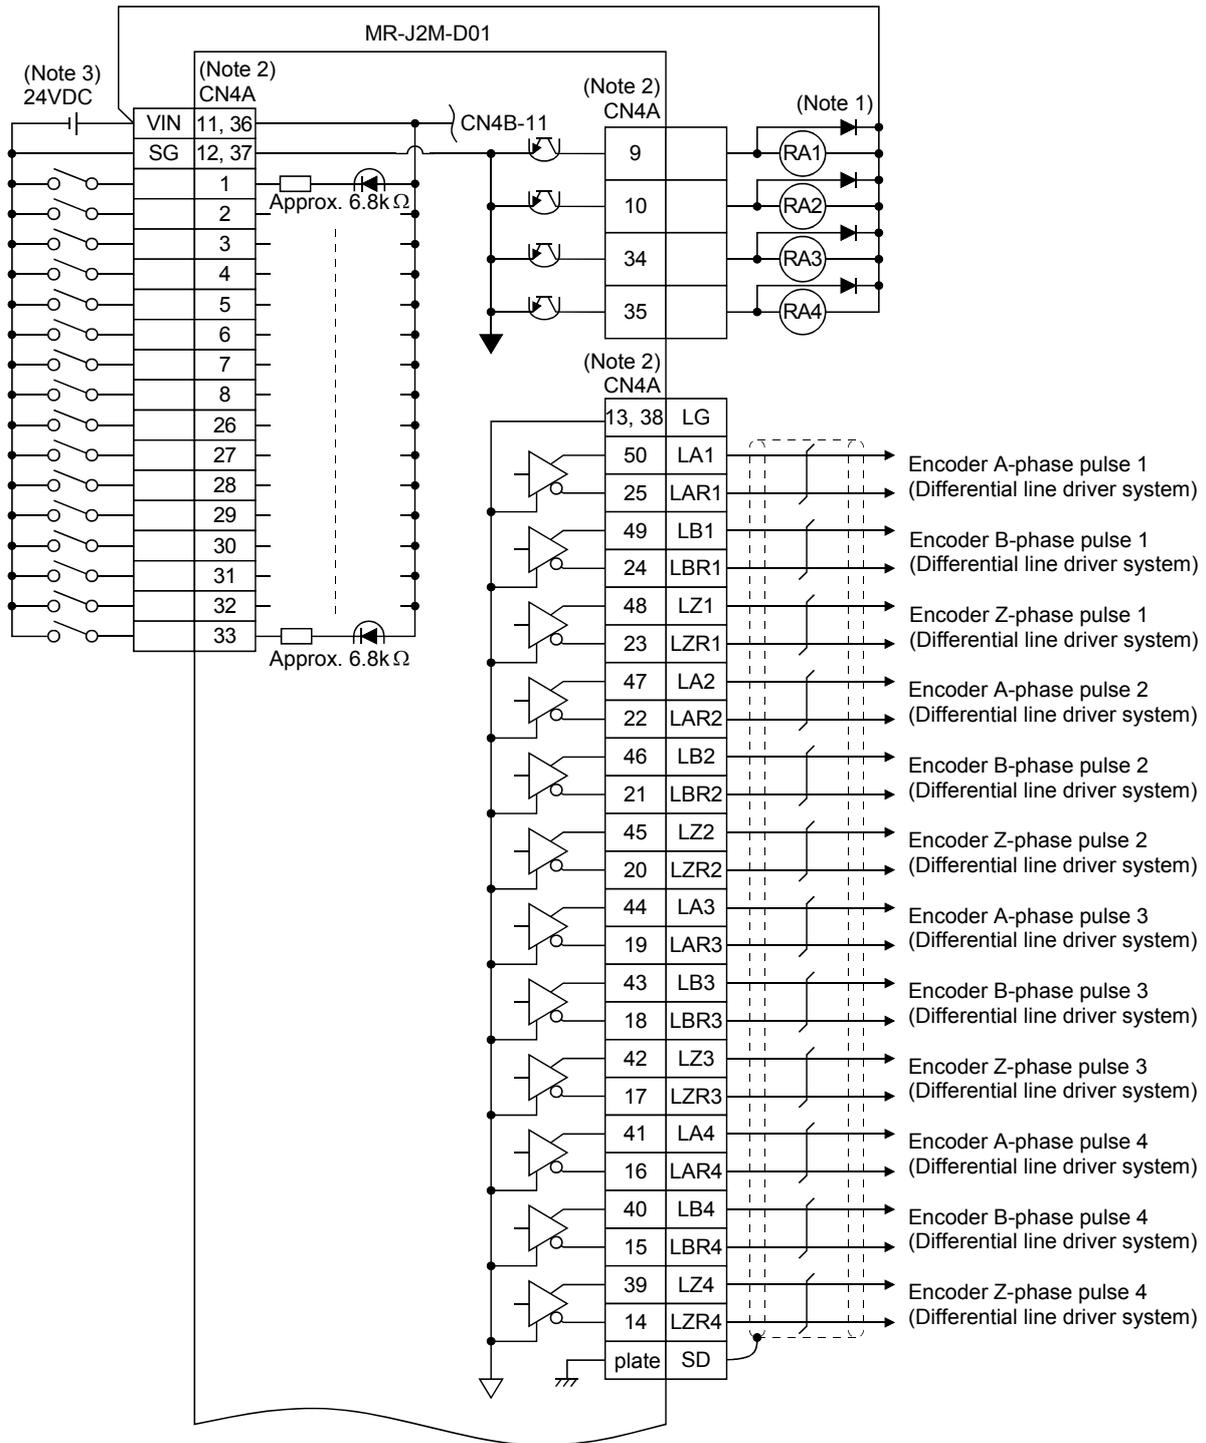 MR-J2M-D01
(Note 3)
24VDC
(Note 2)
CN4A
VIN 11, 36
SG 12, 37
1
Approx. 6.8kΩ
2
3
4
5
6
7
8
26
27
28
29
30
31
32
33
Approx. 6.8kΩ
CN4B-11
(Note 2)
CN4A
(Note 1)
9 RA1
10 RA2
34 RA3
35 RA4
(Note 2)
CN4A
13, 38 LG
50 LA1
25 LAR1
Encoder A-phase pulse 1
(Differential line driver system)
49 LB1
24 LBR1
Encoder B-phase pulse 1
(Differential line driver system)
48 LZ1
23 LZR1
Encoder Z-phase pulse 1
(Differential line driver system)
47 LA2
22 LAR2
Encoder A-phase pulse 2
(Differential line driver system)
46 LB2
21 LBR2
Encoder B-phase pulse 2
(Differential line driver system)
45 LZ2
20 LZR2
Encoder Z-phase pulse 2
(Differential line driver system)
44 LA3
19 LAR3
Encoder A-phase pulse 3
(Differential line driver system)
43 LB3
18 LBR3
Encoder B-phase pulse 3
(Differential line driver system)
42 LZ3
17 LZR3
Encoder Z-phase pulse 3
(Differential line driver system)
41 LA4
16 LAR4
Encoder A-phase pulse 4
(Differential line driver system)
40 LB4
15 LBR4
Encoder B-phase pulse 4
(Differential line driver system)
39 LZ4
14 LZR4
Encoder Z-phase pulse 4
(Differential line driver system)
plate SD